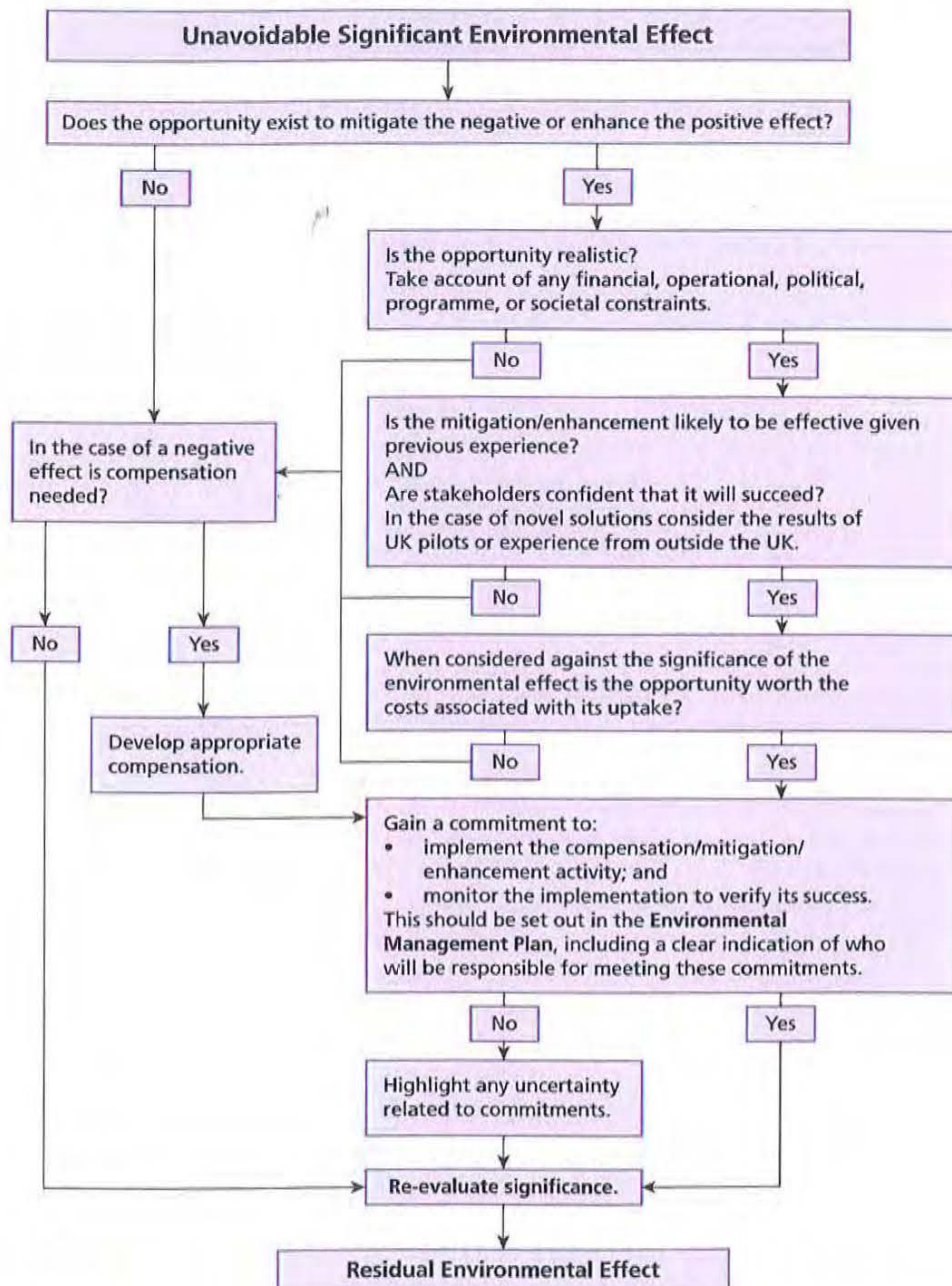 Unavoidable Significant Environmental Effect
Does the opportunity exist to mitigate the negative or enhance the positive effect?
No
Yes
Is the opportunity realistic?
Take account of any financial, operational, political,
programme, or societal constraints.
No
Yes
In the case of a negative
effect is compensation
needed?
Is the mitigation/enhancement likely to be effective given
previous experience?
AND
Are stakeholders confident that it will succeed?
In the case of novel solutions consider the results of
UK pilots or experience from outside the UK.
No
Yes
No
Yes
When considered against the significance of the
environmental effect is the opportunity worth the
costs associated with its uptake?
Develop appropriate
compensation.
No
Yes
Gain a commitment to:
• implement the compensation/mitigation/
enhancement activity; and
• monitor the implementation to verify its success.
This should be set out in the Environmental
Management Plan, including a clear indication of who
will be responsible for meeting these commitments.
No
Yes
Highlight any uncertainty
related to commitments.
Re-evaluate significance.
Residual Environmental Effect